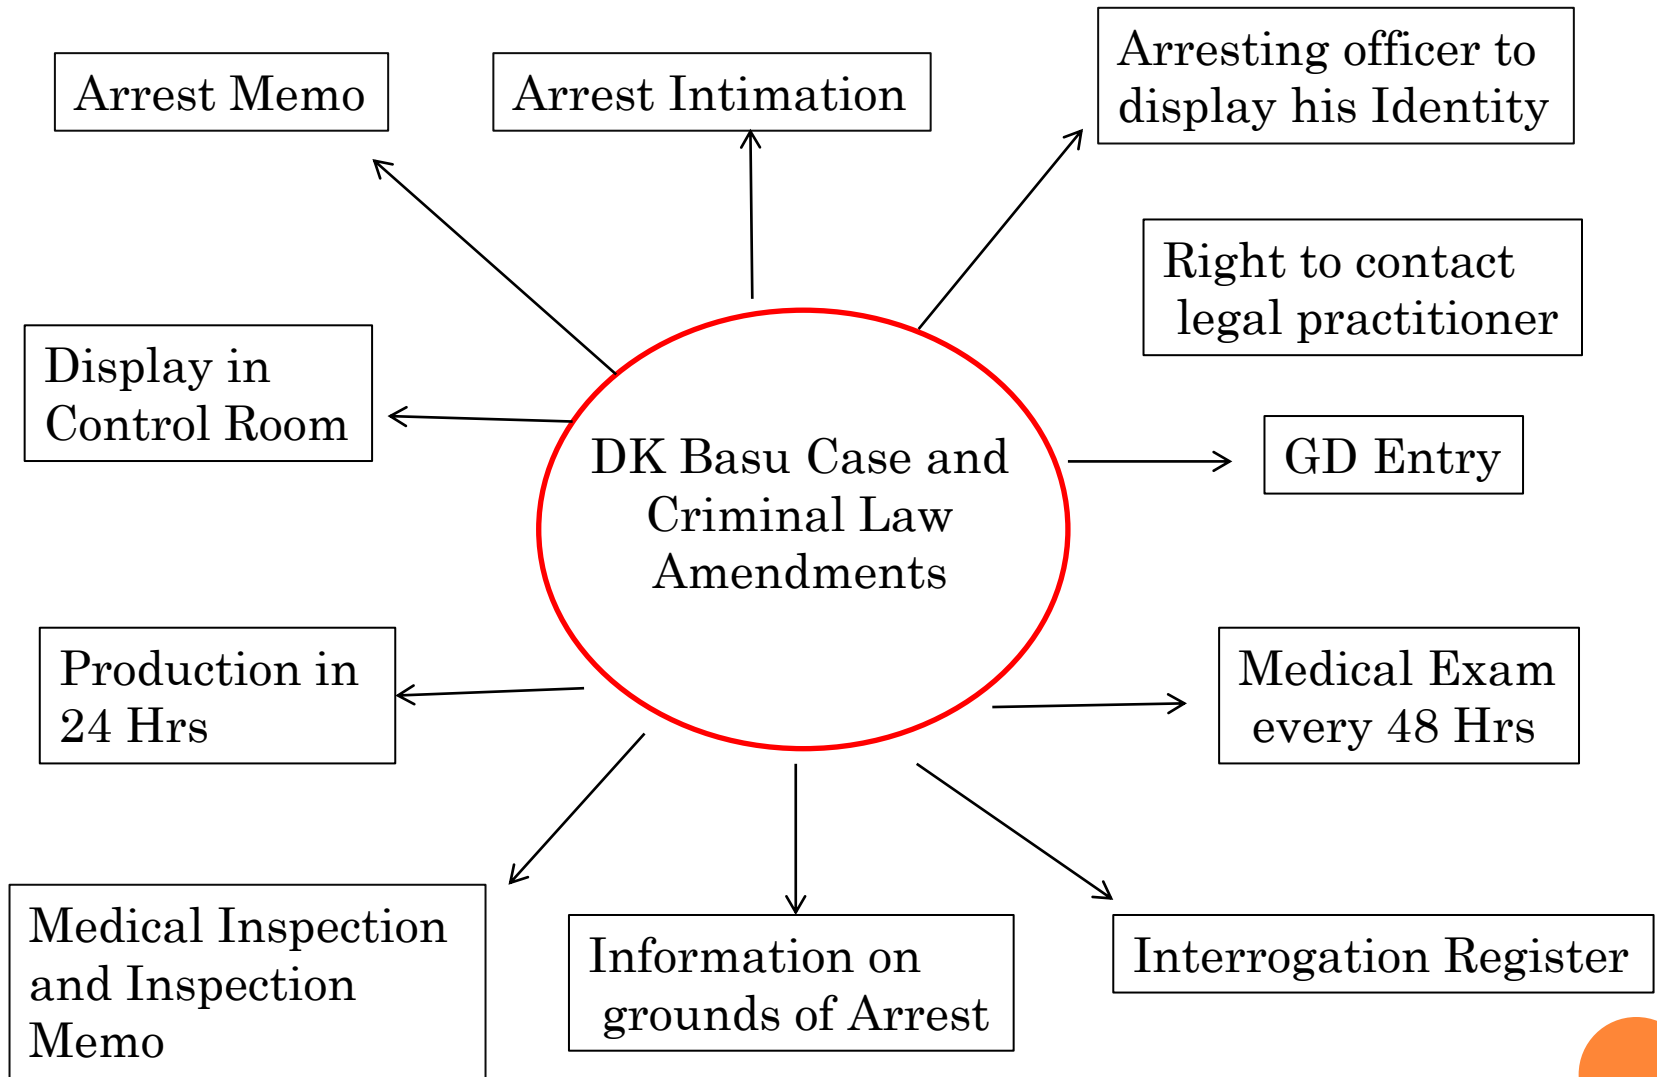 Arrest Memo
Arrest Intimation
Arresting officer to
display his Identity
Right to contact
legal practitioner
Display in
Control Room
DK Basu Case and
Criminal Law
Amendments
GD Entry
Production in
24 Hrs
Medical Exam
every 48 Hrs
Medical Inspection
and Inspection
Memo
Information on
grounds of Arrest
Interrogation Register